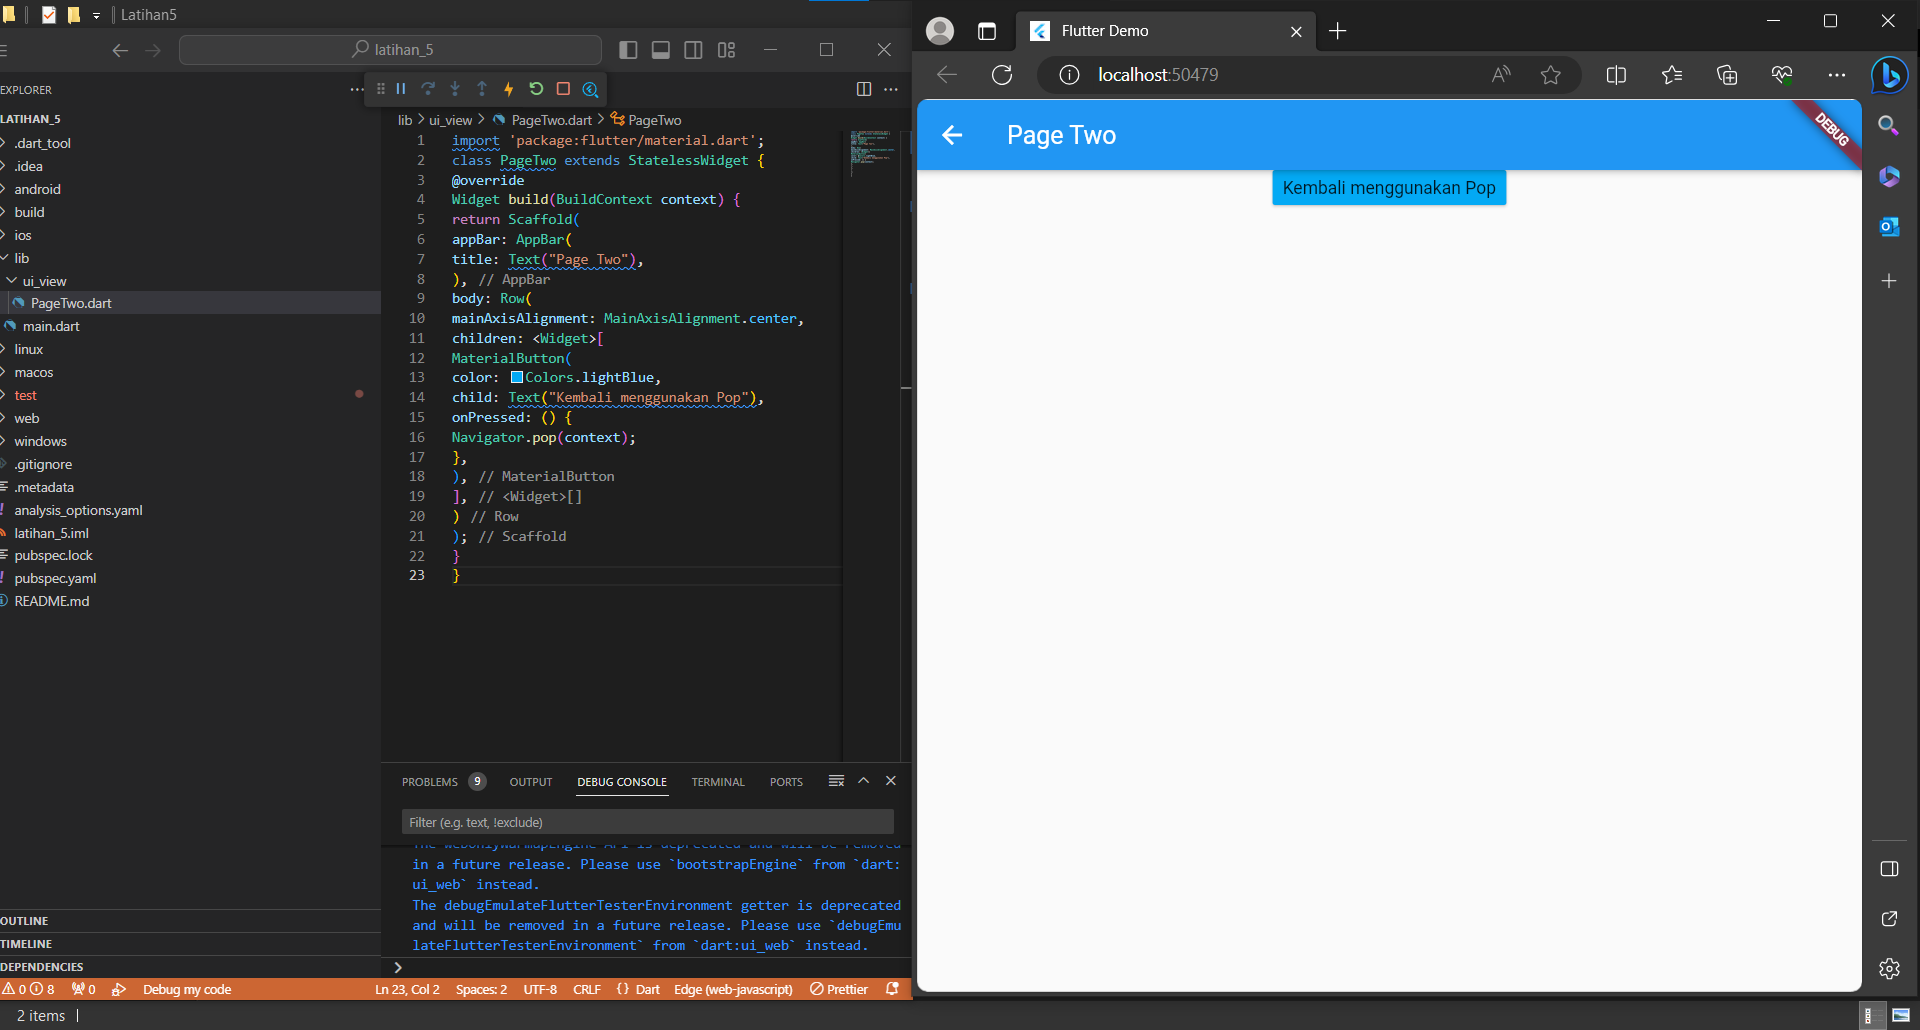 Latihan5
latihan_5
EXPLORER
LATIHAN_5
.dart_tool
.idea
android
build
ios
lib
ui_view
PageTwo.dart
main.dart
linux
macos
test
web
windows
.gitignore
.metadata
analysis_options.yaml
latihan_5.iml
pubspec.lock
pubspec.yaml
README.md
OUTLINE
TIMELINE
DEPENDENCIES
lib > ui_view > PageTwo.dart > PageTwo
1 import 'package:flutter/material.dart';
2 class PageTwo extends StatelessWidget {
3 @override
4 Widget build(BuildContext context) {
5 return Scaffold(
6 appBar: AppBar(
7 title: Text("Page Two"),
8 ), // AppBar
9 body: Row(
10 mainAxisAlignment: MainAxisAlignment.center,
11 children: <Widget>[
12 MaterialButton(
13 color: Colors.lightBlue,
14 child: Text("Kembali menggunakan Pop"),
15 onPressed: () {
16 Navigator.pop(context);
17 },
18 ), // MaterialButton
19 ], // <Widget>[]
20 ) // Row
21 ); // Scaffold
22 }
23 }
PROBLEMS 9 OUTPUT DEBUG CONSOLE TERMINAL PORTS
Filter (e.g. text, !exclude)
in a future release. Please use `bootstrapEngine` from `dart:
ui_web` instead.
The debugEmulateFlutterTesterEnvironment getter is deprecated
and will be removed in a future release. Please use `debugEmu
lateFlutterTesterEnvironment` from `dart:ui_web` instead.
0 8 0 Debug my code Ln 23, Col 2 Spaces: 2 UTF-8 CRLF {} Dart Edge (web-javascript) Prettier
2 items
Flutter Demo
localhost:50479
Page Two
DEBUG
Kembali menggunakan Pop